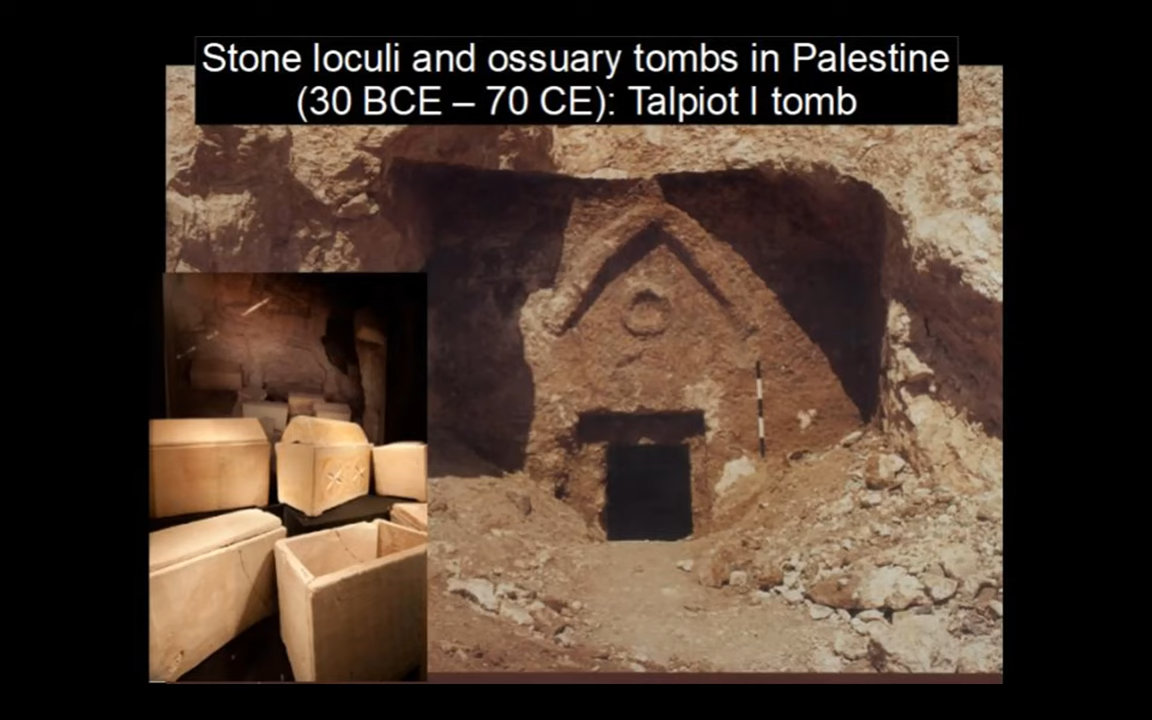 Stone loculi and ossuary tombs in Palestine
(30 BCE – 70 CE): Talpiot I tomb